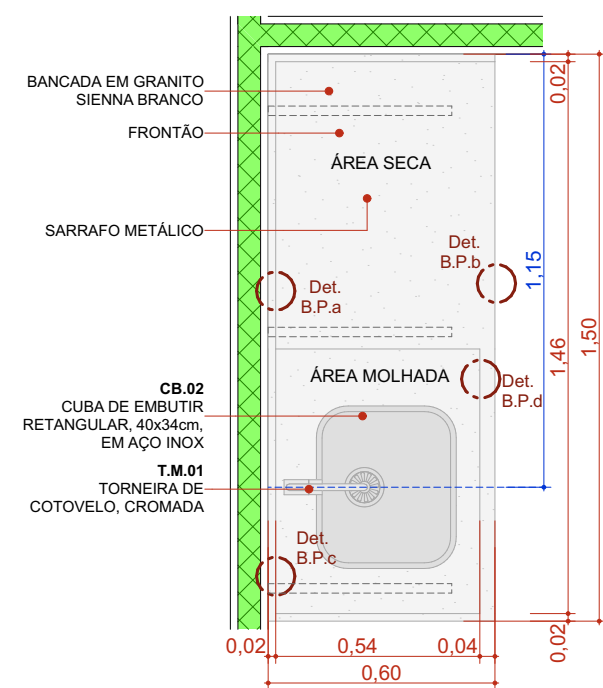 BANCADA EM GRANITO
SIENNA BRANCO
FRONTÃO
ÁREA SECA
SARRAFO METÁLICO
Det.
B.P.a
Det.
B.P.b
ÁREA MOLHADA
Det.
B.P.d
CB.02
CUBA DE EMBUTIR
RETANGULAR, 40x34cm,
EM AÇO INOX
T.M.01
TORNEIRA DE
COTOVELO, CROMADA
Det.
B.P.c
0,02
1,15
1,46
1,50
0,02
0,02
0,54
0,04
0,60